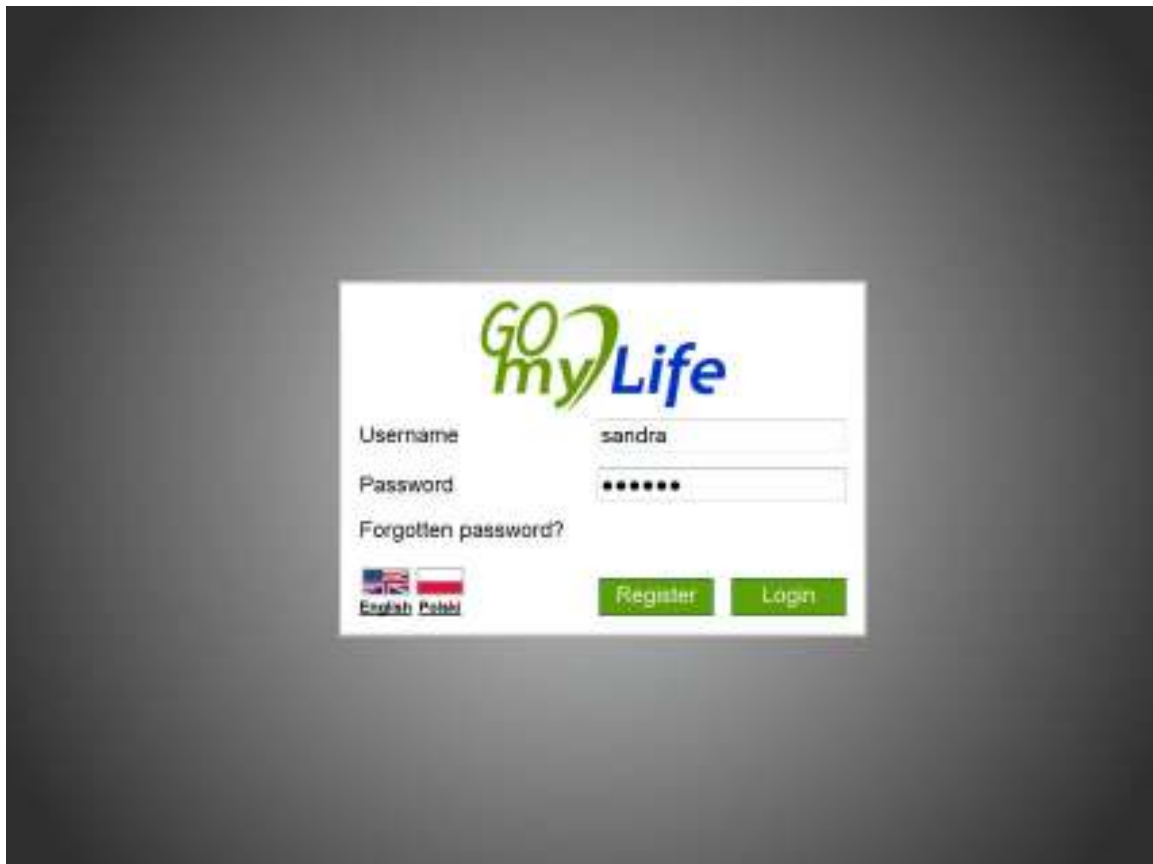 GO
my Life
Username sandra
Password ••••••
Forgotten password?
Register Login
English Polski